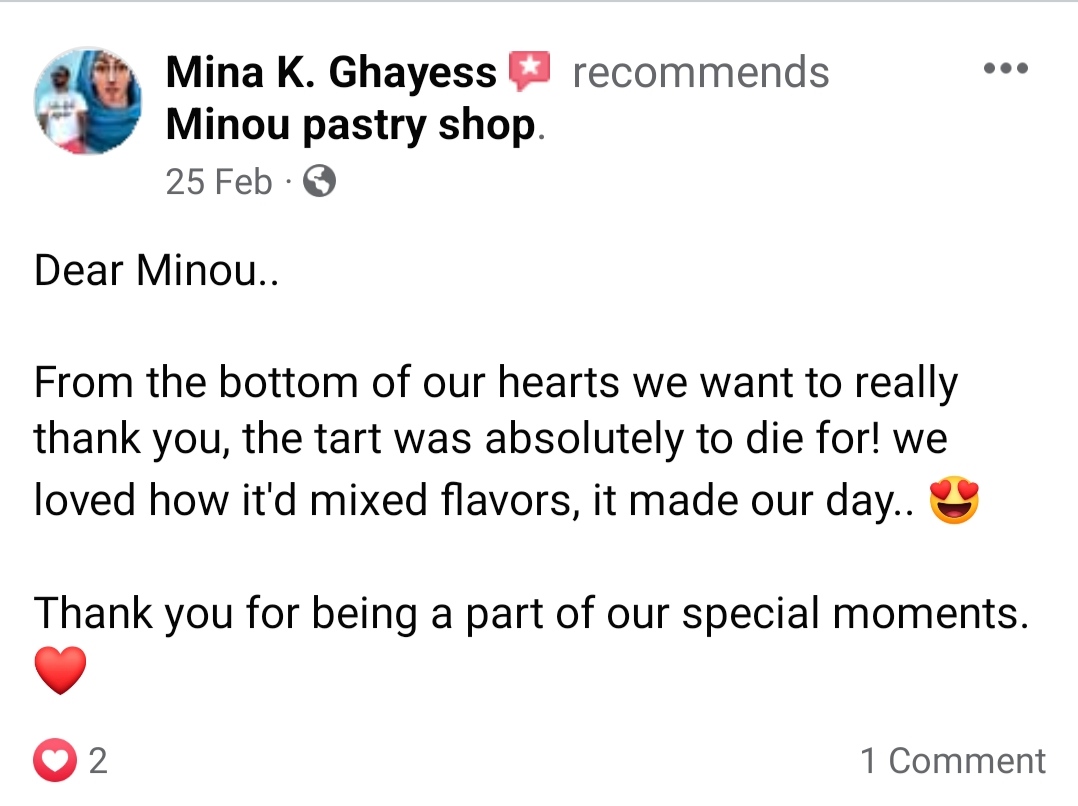 Mina K. Ghayess recommends
Minou pastry shop.
25 Feb ·
Dear Minou..
From the bottom of our hearts we want to really
thank you, the tart was absolutely to die for! we
loved how it'd mixed flavors, it made our day.. 😍
Thank you for being a part of our special moments.
❤️
2
1 Comment